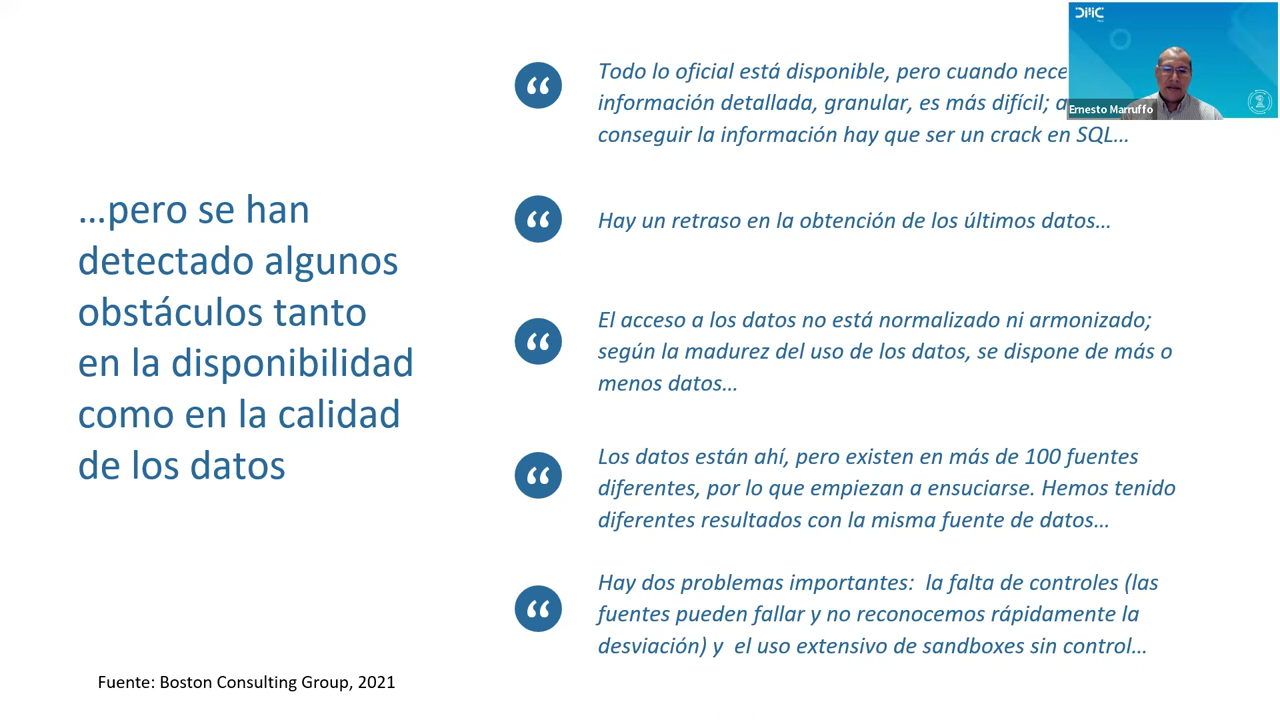 DMC
Todo lo oficial está disponible, pero cuando
información detallada, granular, es más difícil;
Ernesto Marruffo
conseguir la información hay que ser un crack en SQL…
…pero se han
detectado algunos
obstáculos tanto
en la disponibilidad
como en la calidad
de los datos
Hay un retraso en la obtención de los últimos datos…
El acceso a los datos no está normalizado ni armonizado;
según la madurez del uso de los datos, se dispone de más o
menos datos…
Los datos están ahí, pero existen en más de 100 fuentes
diferentes, por lo que empiezan a ensuciarse. Hemos tenido
diferentes resultados con la misma fuente de datos…
Hay dos problemas importantes:  la falta de controles (las
fuentes pueden fallar y no reconocemos rápidamente la
desviación) y  el uso extensivo de sandboxes sin control…
Fuente: Boston Consulting Group, 2021